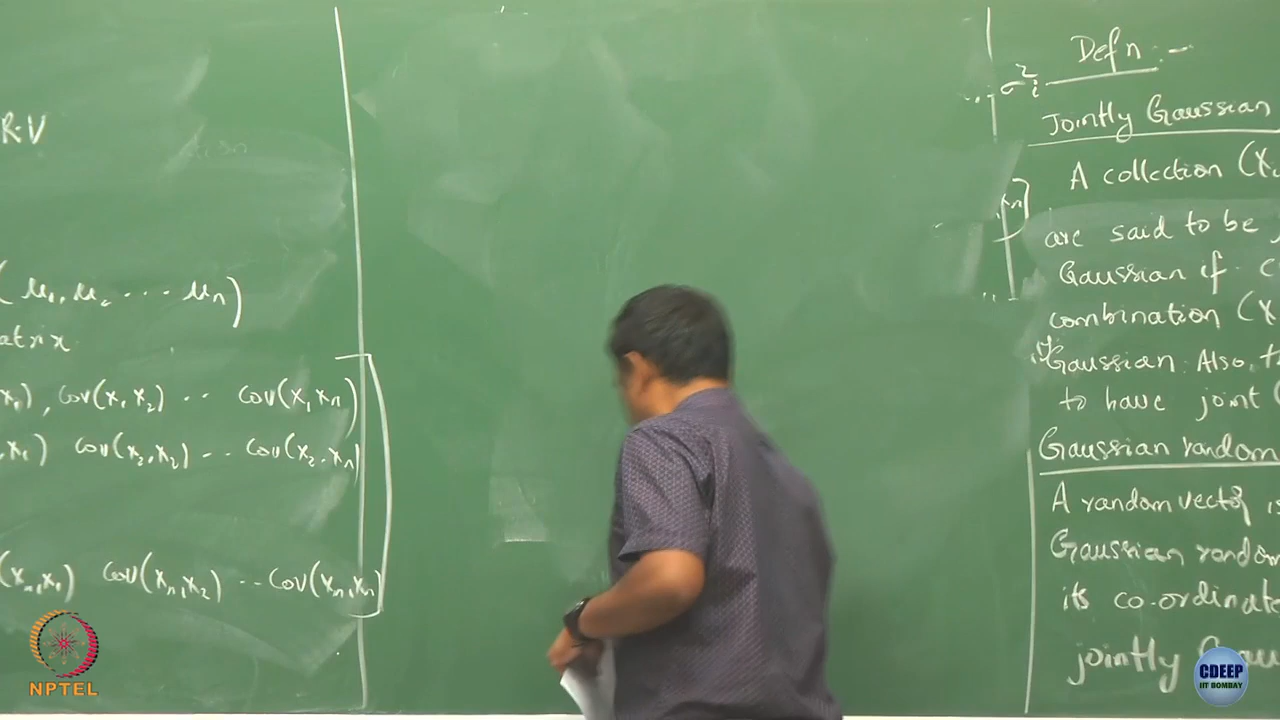 R.V
(μ₁, μ₂ ... μₙ)
x₁), Cov(x₁ x₂) .. Cov(x₁ xₙ)
x₁) Cov(x₂, x₂) .. Cov(x₂, xₙ)
(xₙ, x₁) Cov(xₙ, x₂) .. Cov(xₙ, xₙ)
NPTEL
Defn :-
.. σᵢ²
Jointly Gaussian
A collection (X
are said to be
Gaussian if
combination (X
Gaussian. Also,
to have joint
Gaussian random
A random vector is
Gaussian random
its co-ordinate
jointly
CDEEP
IIT BOMBAY